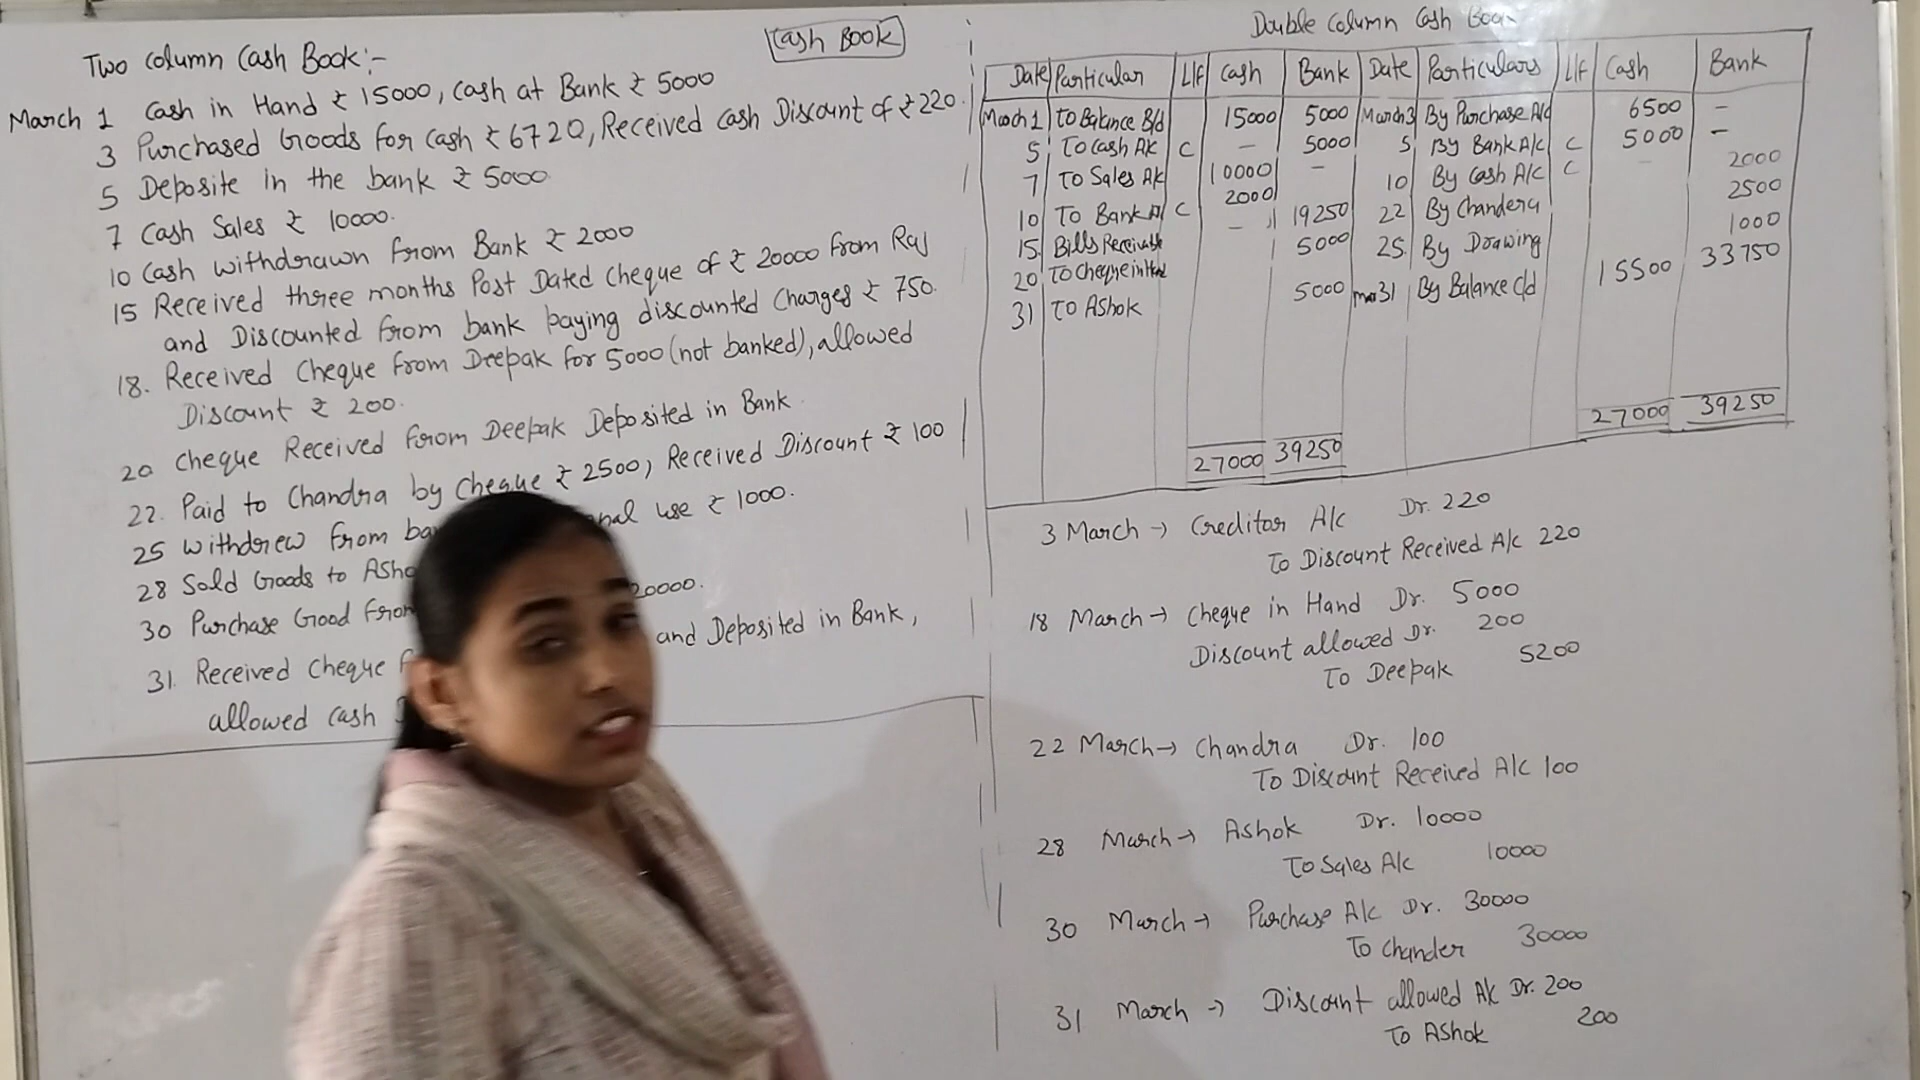 Cash Book
Two column Cash Book:-
March 1 Cash in Hand ₹ 15000, Cash at Bank ₹ 5000
3 Purchased Goods for cash ₹ 6720, Received Cash Discount of ₹ 220.
5 Deposite in the bank ₹ 5000
7 Cash Sales ₹ 10000.
10 Cash withdrawn from Bank ₹ 2000
15 Received three months Post Dated Cheque of ₹ 20000 from Raj
and Discounted from bank paying discounted Charges ₹ 750.
18. Received Cheque from Deepak for 5000 (not banked), allowed
Discount ₹ 200.
20 Cheque Received from Deepak Deposited in Bank
22. Paid to Chandra by Cheque ₹ 2500, Received Discount ₹ 100
25 withdrew from use ₹ 1000.
28 Sold Goods to
30 Purchase Good 20000.
31. Received Cheque and Deposited in Bank,
allowed Cash
Double Column Cash Book
Date Particular L/f Cash Bank Date Particulars L/f Cash Bank
March 1 To Balance B/d 15000 5000 March 3 By Purchase A/c 6500 -
5 To Cash A/c C - 5000 5 By Bank A/c C 5000 -
7 To Sales A/c 10000 - 10 By Cash A/c C - 2000
10 To Bank A/c C 2000 - 22 By Chandera 2500
15. Bills Receivable 19250 25. By Drawing 1000
20 To Cheque in Hand 5000 mar 31 By Balance c/d 15500 33750
31 To Ashok 5000
27000 39250 27000 39250
3 March → Creditor A/c Dr. 220
To Discount Received A/c 220
18 March → Cheque in Hand Dr. 5000
Discount allowed Dr. 200
To Deepak 5200
22 March → Chandra Dr. 100
To Discount Received A/c 100
28 March → Ashok Dr. 10000
To Sales A/c 10000
30 March → Purchase A/c Dr. 30000
To Chander 30000
31 March → Discount allowed A/c Dr. 200
To Ashok 200